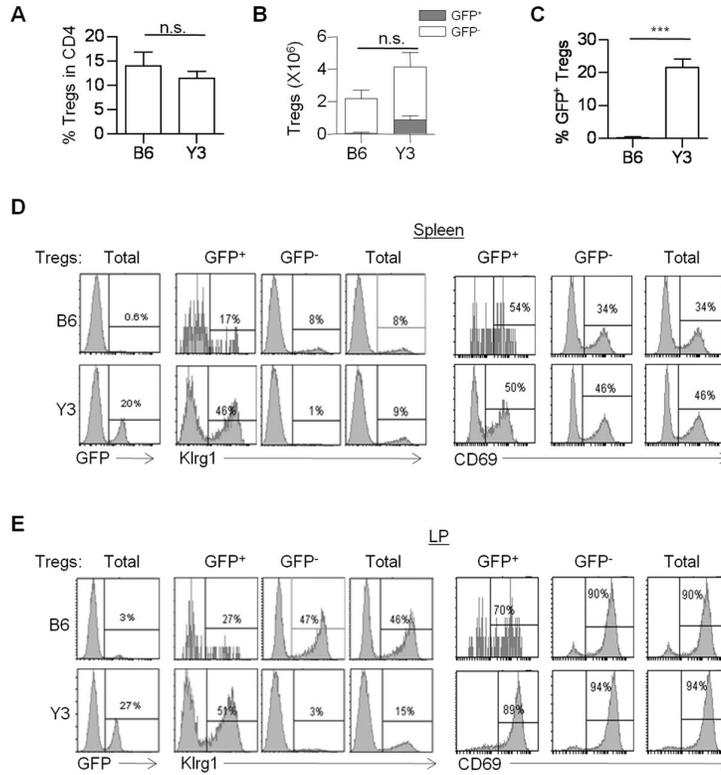 A
B
C
n.s.
% Tregs in CD4
20
15
10
5
0
B6 Y3
GFP⁺
GFP⁻
n.s.
Tregs (X10⁶)
6
4
2
0
B6 Y3
***
% GFP⁺ Tregs
30
20
10
0
B6 Y3
D
Spleen
Tregs: Total GFP⁺ GFP⁻ Total GFP⁺ GFP⁻ Total
B6 0.6% 17% 8% 8% 54% 34% 34%
Y3 20% 46% 1% 9% 50% 46% 46%
GFP Klrg1 CD69
E
LP
Tregs: Total GFP⁺ GFP⁻ Total GFP⁺ GFP⁻ Total
B6 3% 27% 47% 46% 70% 90% 90%
Y3 27% 51% 3% 15% 89% 94% 94%
GFP Klrg1 CD69